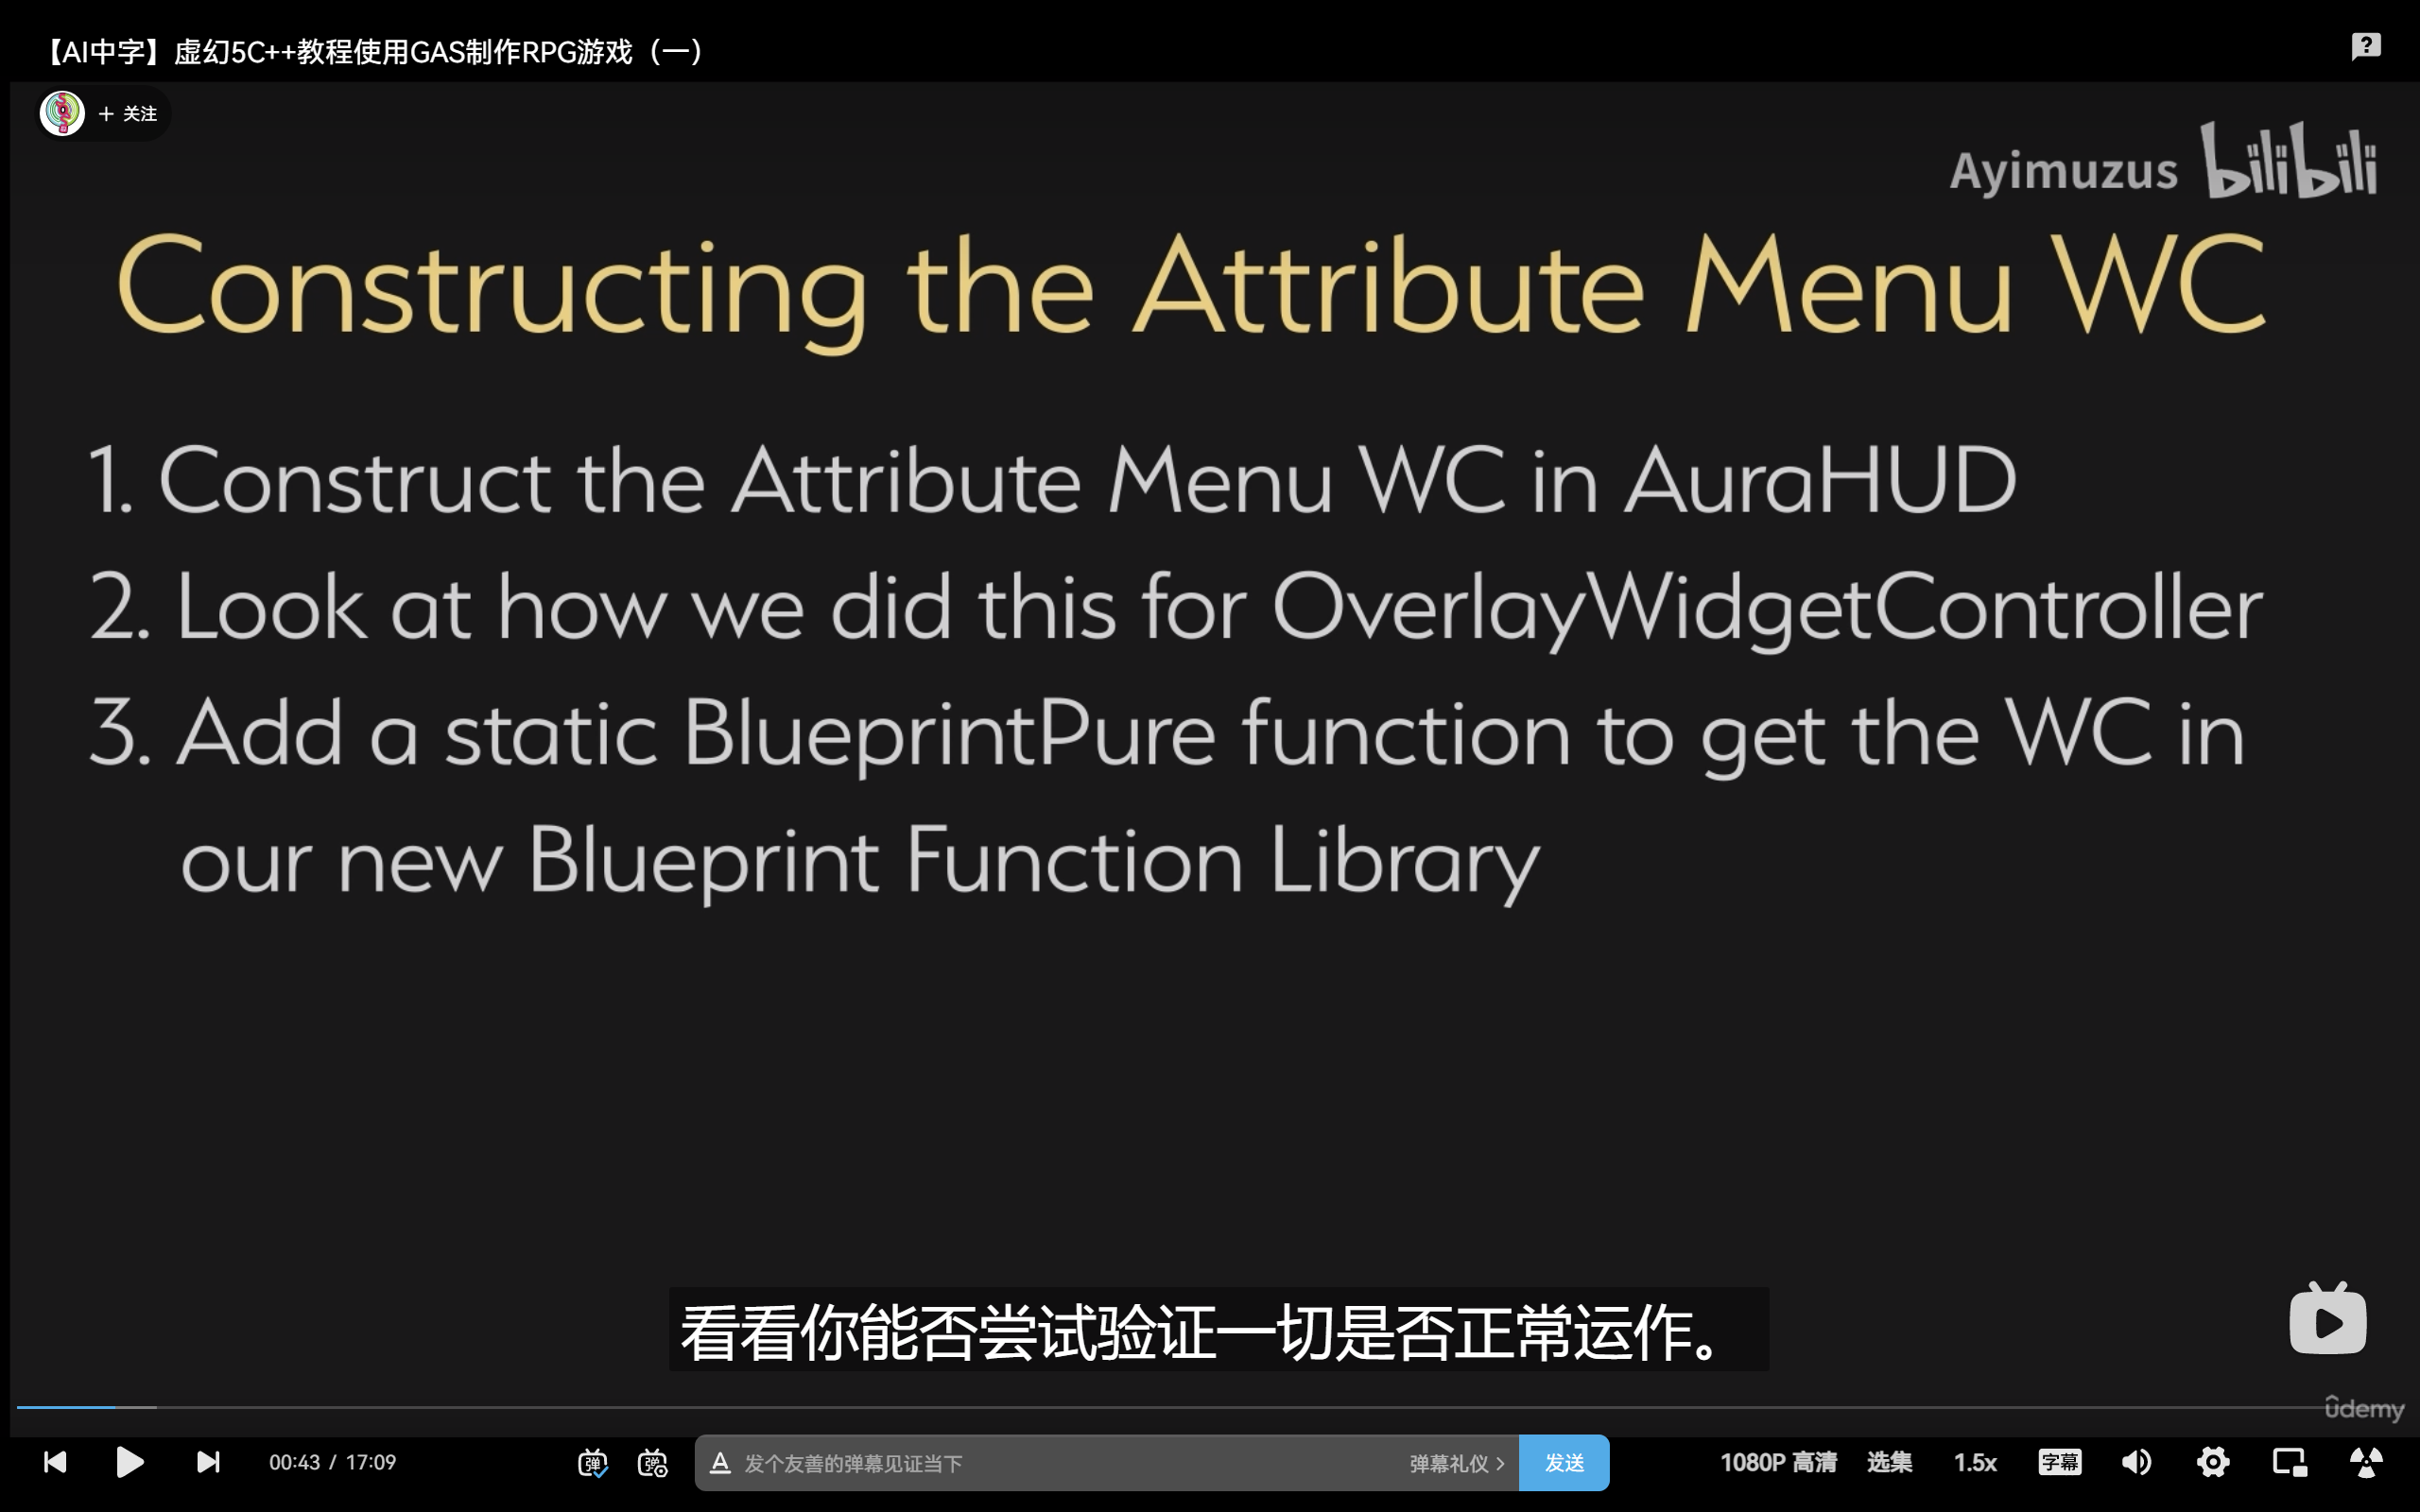 【AI中字】虚幻5C++教程使用GAS制作RPG游戏（一）
+ 关注
Ayimuzus bilibili
Constructing the Attribute Menu WC
1. Construct the Attribute Menu WC in AuraHUD
2. Look at how we did this for OverlayWidgetController
3. Add a static BlueprintPure function to get the WC in
our new Blueprint Function Library
看看你能否尝试验证一切是否正常运作。
ûdemy
00:43 / 17:09
弹
弹
A 发个友善的弹幕见证当下
弹幕礼仪 >
发送
1080P 高清
选集
1.5x
字幕